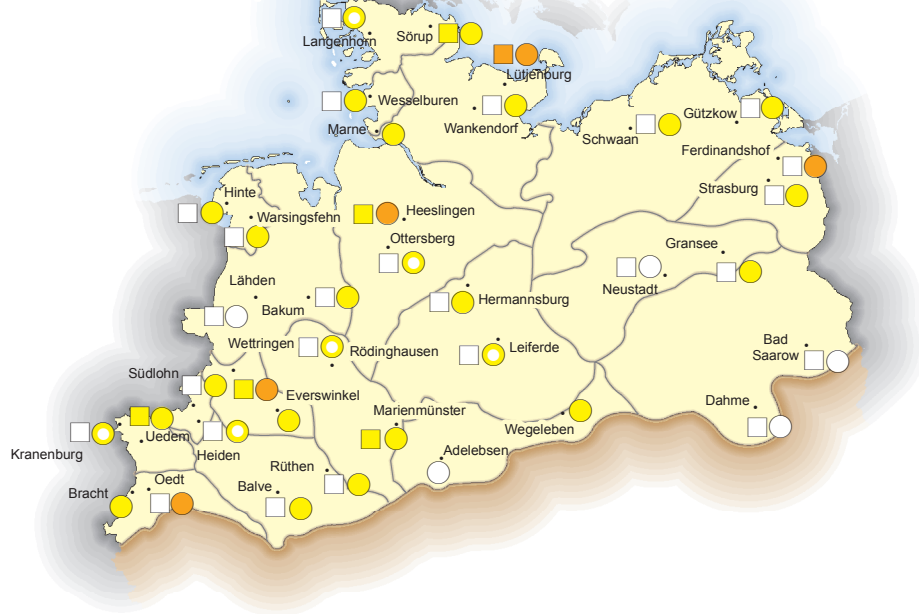 Langenhorn
Sörup
Lütjenburg
Wesselburen
Wankendorf
Marne
Schwaan
Gützkow
Ferdinandshof
Strasburg
Hinte
Warsingsfehn
Heeslingen
Ottersberg
Gransee
Neustadt
Lähden
Bakum
Hermannsburg
Wettringen
Rödinghausen
Leiferde
Bad
Saarow
Südlohn
Everswinkel
Dahme
Marienmünster
Wegeleben
Uedem
Kranenburg
Heiden
Adelebsen
Rüthen
Oedt
Balve
Bracht